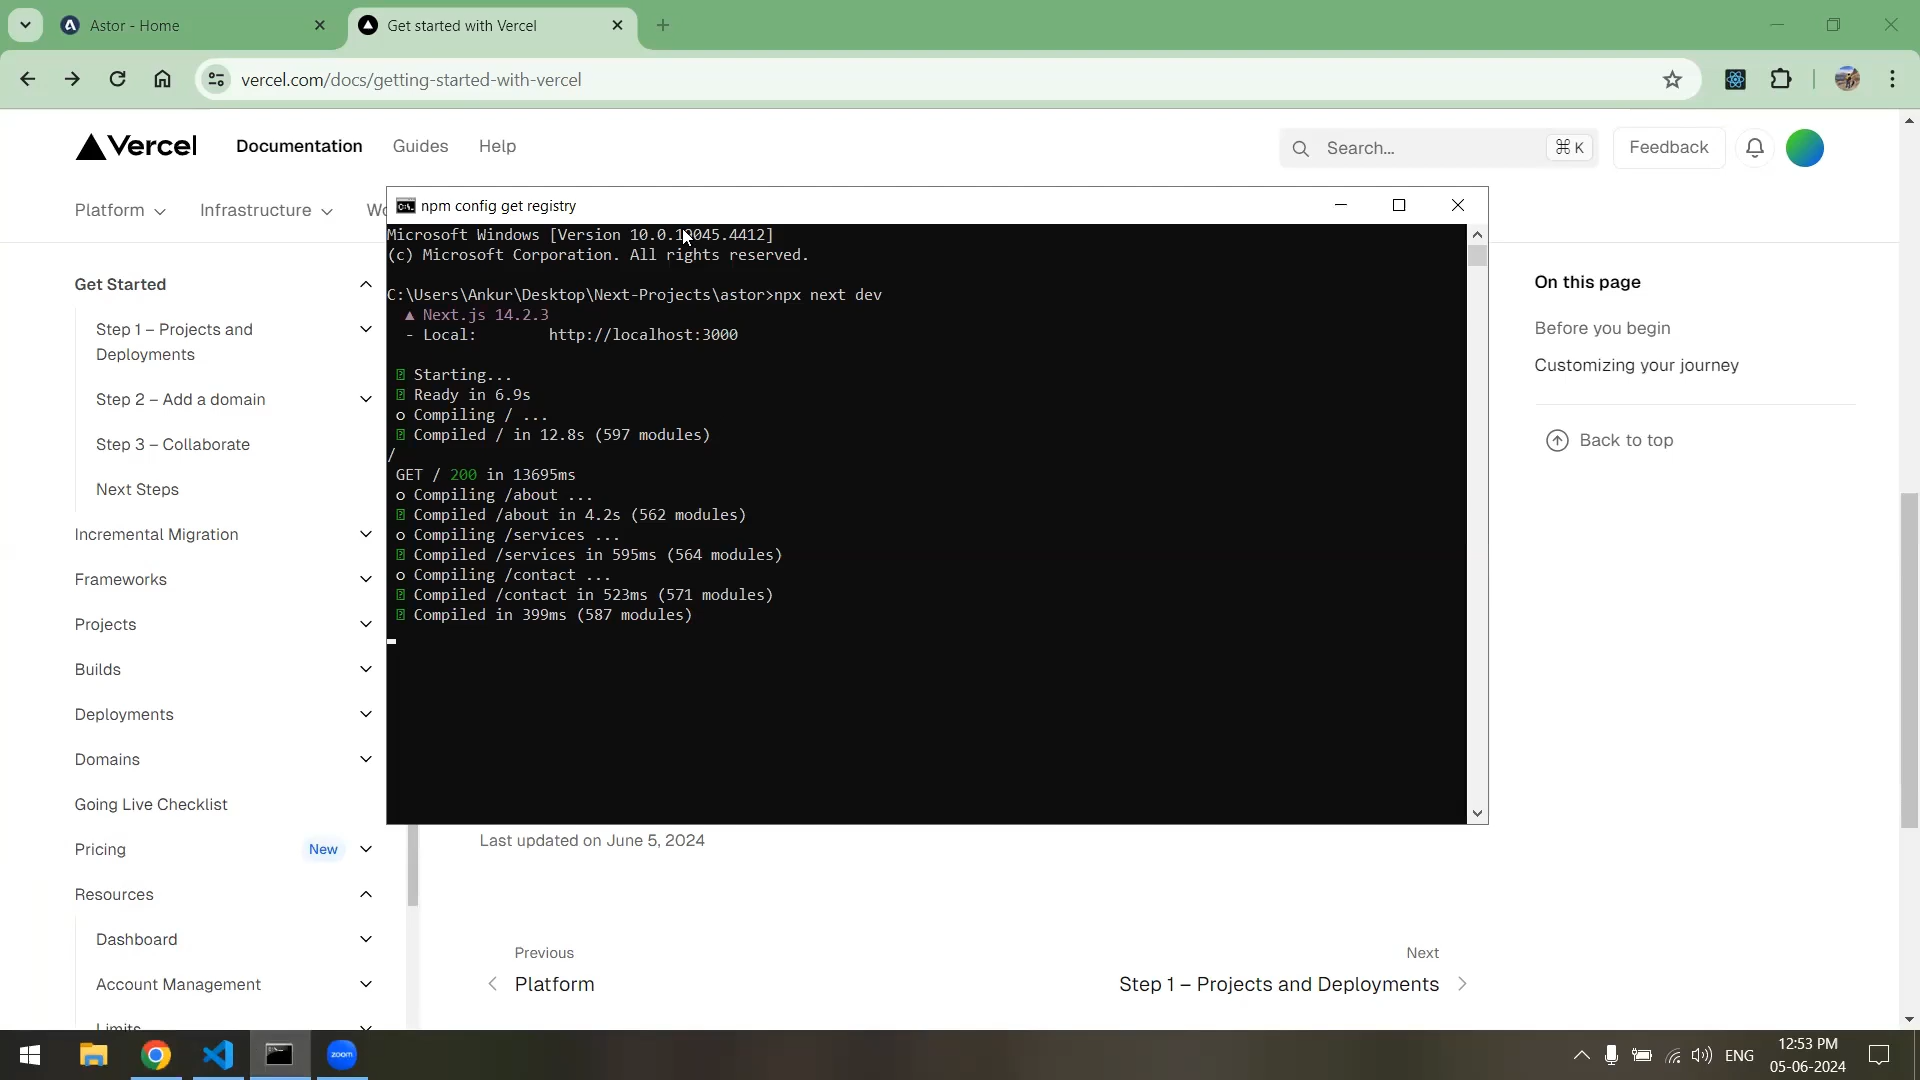 Astor - Home
Get started with Vercel
vercel.com/docs/getting-started-with-vercel
Vercel
Documentation
Guides
Help
Search...
⌘ K
Feedback
Platform
Infrastructure
npm config get registry
Microsoft Windows [Version 10.0.19045.4412]
(c) Microsoft Corporation. All rights reserved.
C:\Users\Ankur\Desktop\Next-Projects\astor>npx next dev
▲ Next.js 14.2.3
- Local: http://localhost:3000
Starting...
Ready in 6.9s
o Compiling / ...
Compiled / in 12.8s (597 modules)
/
GET / 200 in 13695ms
o Compiling /about ...
Compiled /about in 4.2s (562 modules)
o Compiling /services ...
Compiled /services in 595ms (564 modules)
o Compiling /contact ...
Compiled /contact in 523ms (571 modules)
Compiled in 399ms (587 modules)
Get Started
Step 1 – Projects and
Deployments
Step 2 – Add a domain
Step 3 – Collaborate
Next Steps
Incremental Migration
Frameworks
Projects
Builds
Deployments
Domains
Going Live Checklist
Pricing
New
Resources
Dashboard
Account Management
Limits
On this page
Before you begin
Customizing your journey
Back to top
Last updated on June 5, 2024
Previous
Platform
Next
Step 1 – Projects and Deployments
zoom
ENG
12:53 PM
05-06-2024